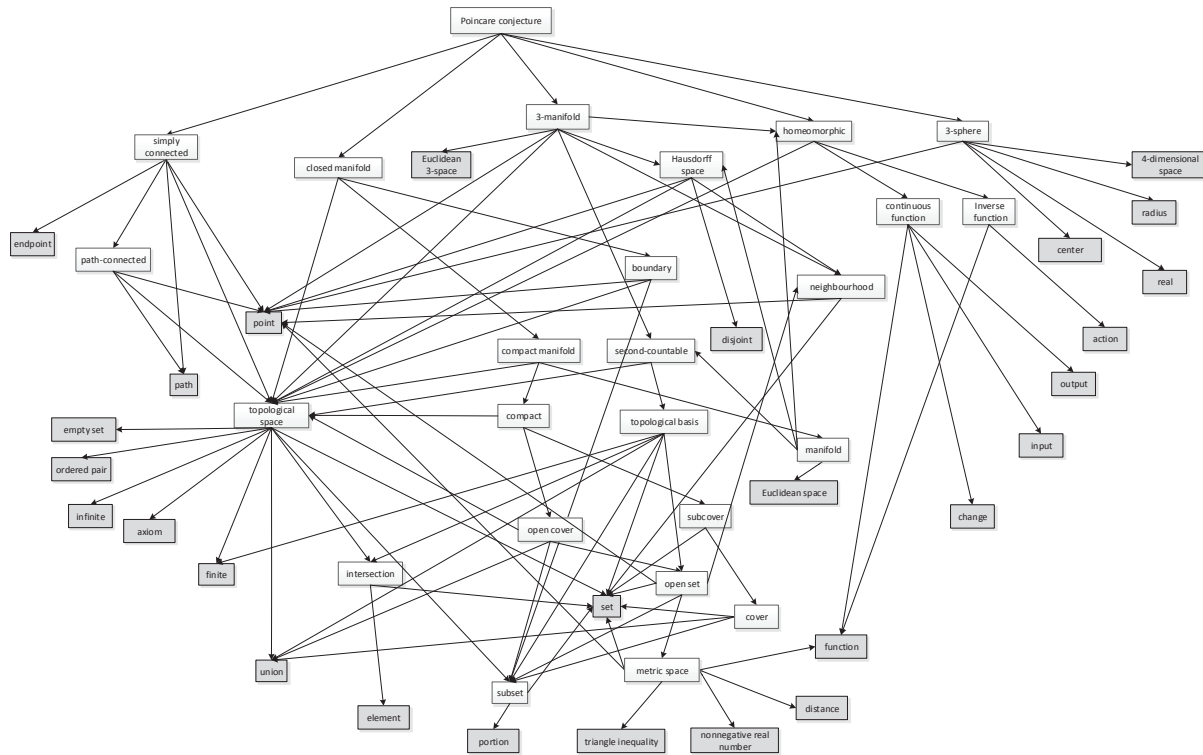 Poincare conjecture
3-manifold
homeomorphic
3-sphere
simply
connected
closed manifold
Euclidean
3-space
Hausdorff
space
4-dimensional
space
continuous
function
Inverse
function
radius
endpoint
path-connected
center
boundary
real
neighbourhood
point
disjoint
action
compact manifold
second-countable
path
output
topological
space
compact
topological basis
empty set
input
manifold
ordered pair
Euclidean space
infinite
axiom
open cover
subcover
change
finite
intersection
open set
set
cover
function
union
metric space
subset
element
distance
portion
triangle inequality
nonnegative real
number